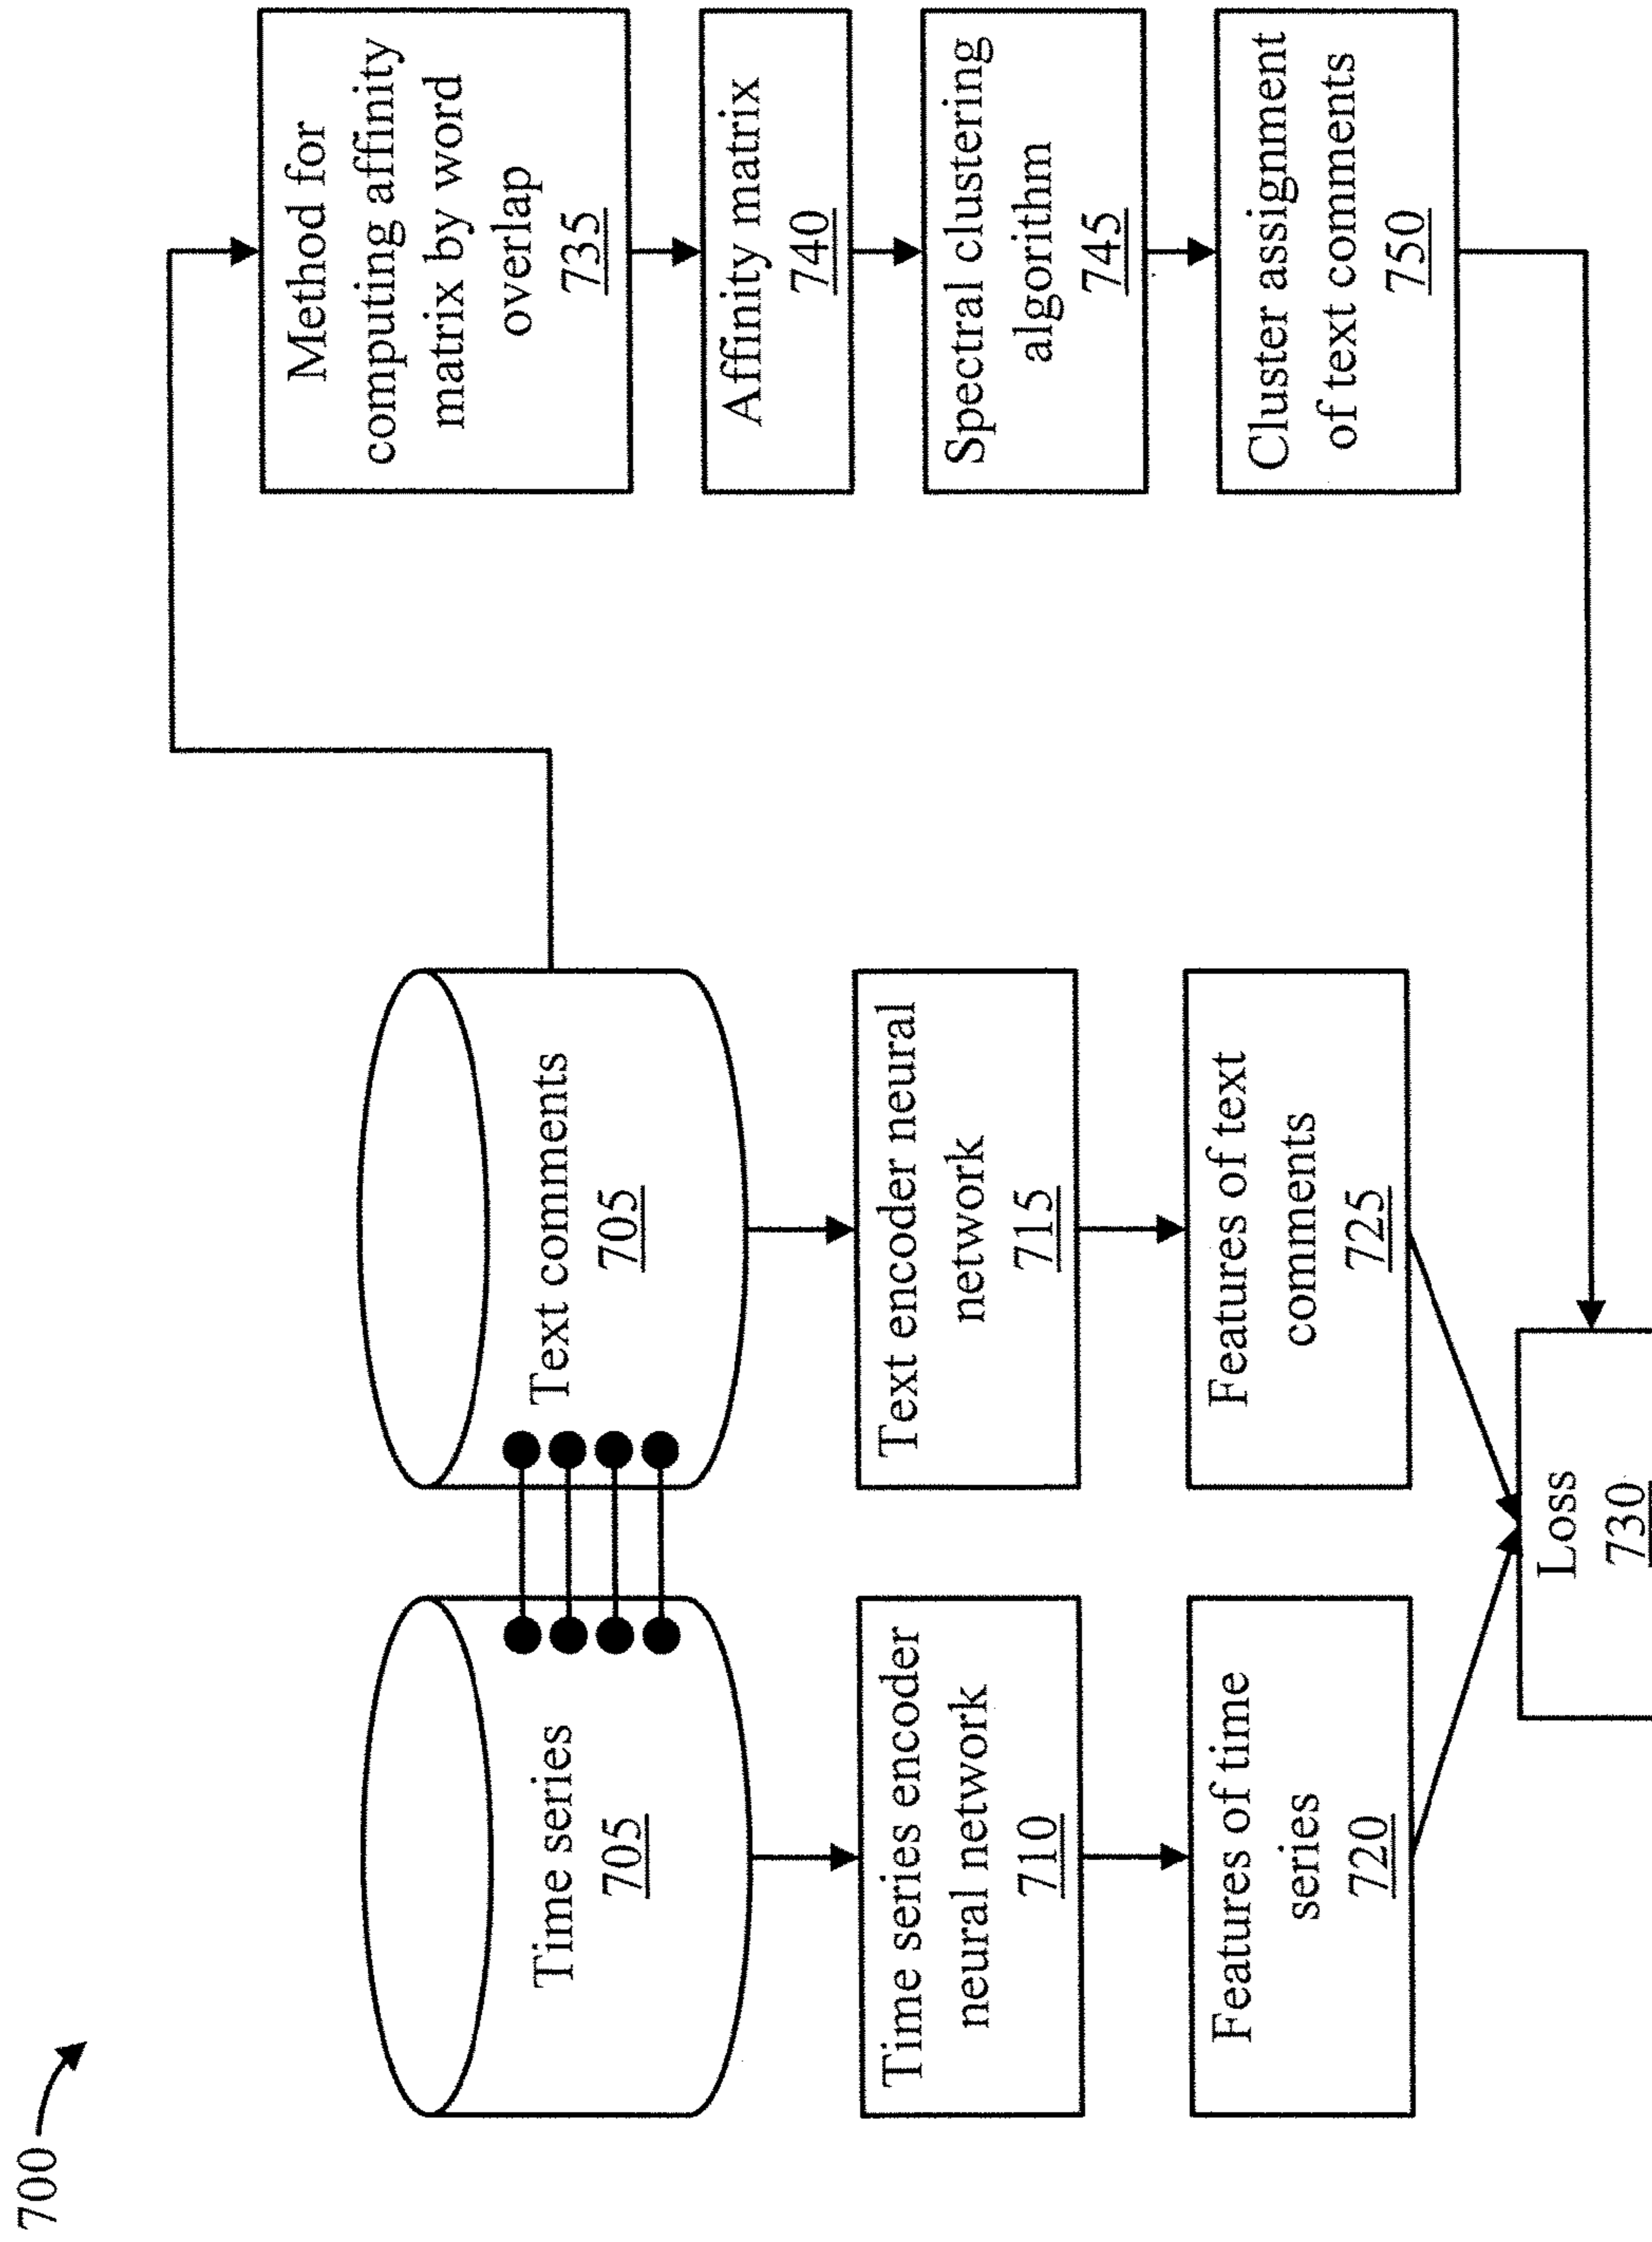 700
Time series
705
Text comments
705
Time series encoder
neural network
710
Text encoder neural
network
715
Features of time
series
720
Features of text
comments
725
Loss
730
Method for
computing affinity
matrix by word
overlap
735
Affinity matrix
740
Spectral clustering
algorithm
745
Cluster assignment
of text comments
750